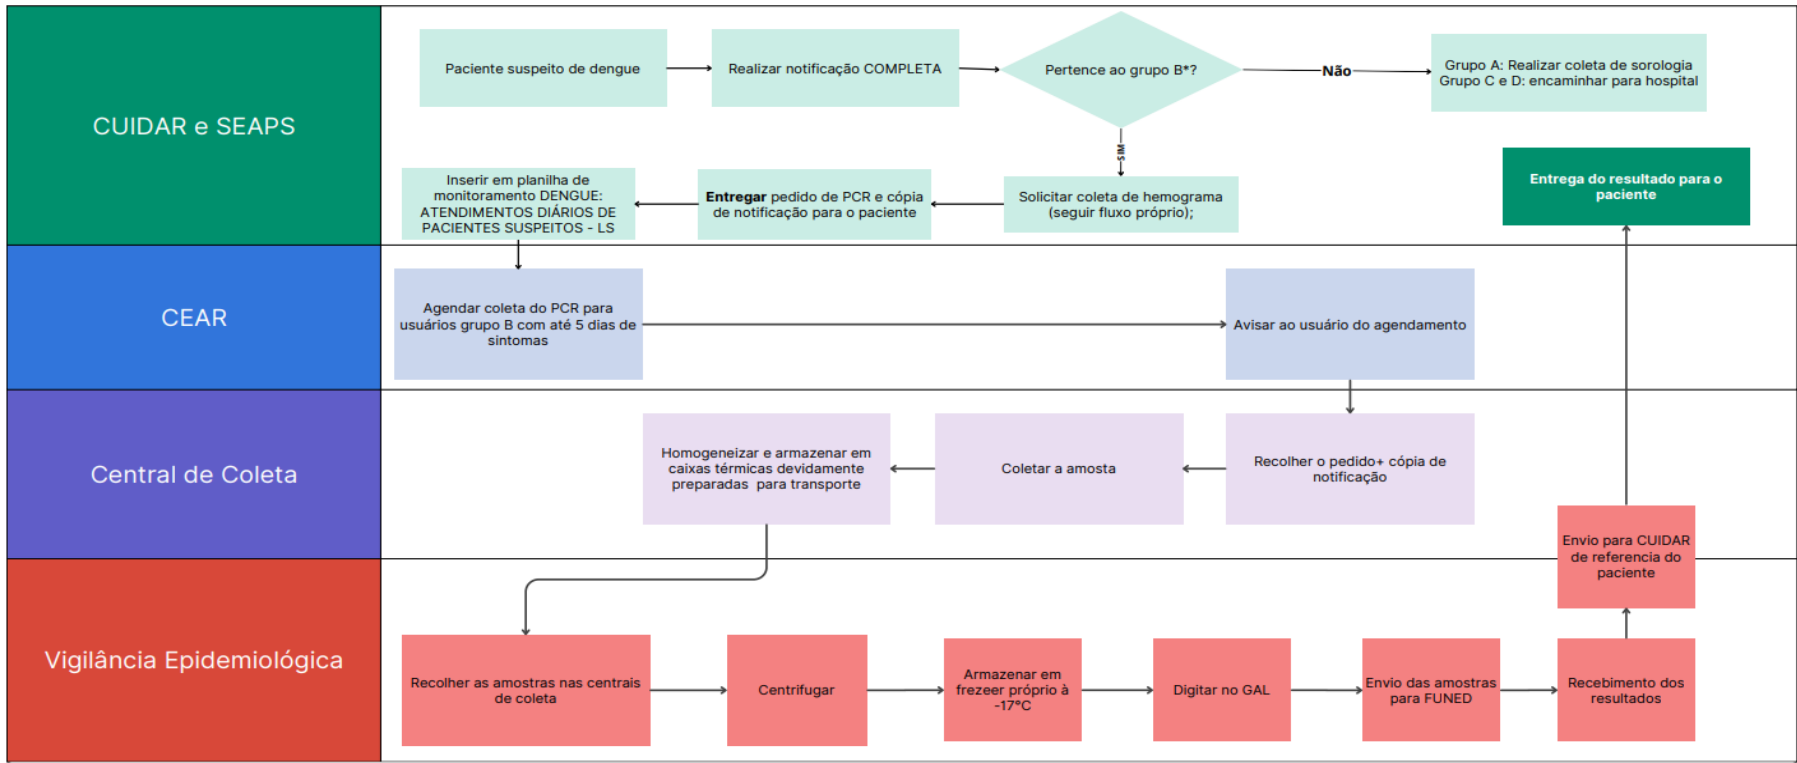 CUIDAR e SEAPS
Paciente suspeito de dengue
Realizar notificação COMPLETA
Pertence ao grupo B*?
Não
Grupo A: Realizar coleta de sorologia
Grupo C e D: encaminhar para hospital
SIM
Solicitar coleta de hemograma
(seguir fluxo próprio);
Entregar pedido de PCR e cópia
de notificação para o paciente
Inserir em planilha de
monitoramento DENGUE:
ATENDIMENTOS DIÁRIOS DE
PACIENTES SUSPEITOS - LS
Entrega do resultado para o
paciente
CEAR
Agendar coleta do PCR para
usuários grupo B com até 5 dias de
sintomas
Avisar ao usuário do agendamento
Central de Coleta
Recolher o pedido+ cópia de
notificação
Coletar a amosta
Homogeneizar e armazenar em
caixas térmicas devidamente
preparadas para transporte
Vigilância Epidemiológica
Recolher as amostras nas centrais
de coleta
Centrifugar
Armazenar em
frezeer próprio à
-17°C
Digitar no GAL
Envio das amostras
para FUNED
Recebimento dos
resultados
Envio para CUIDAR
de referencia do
paciente